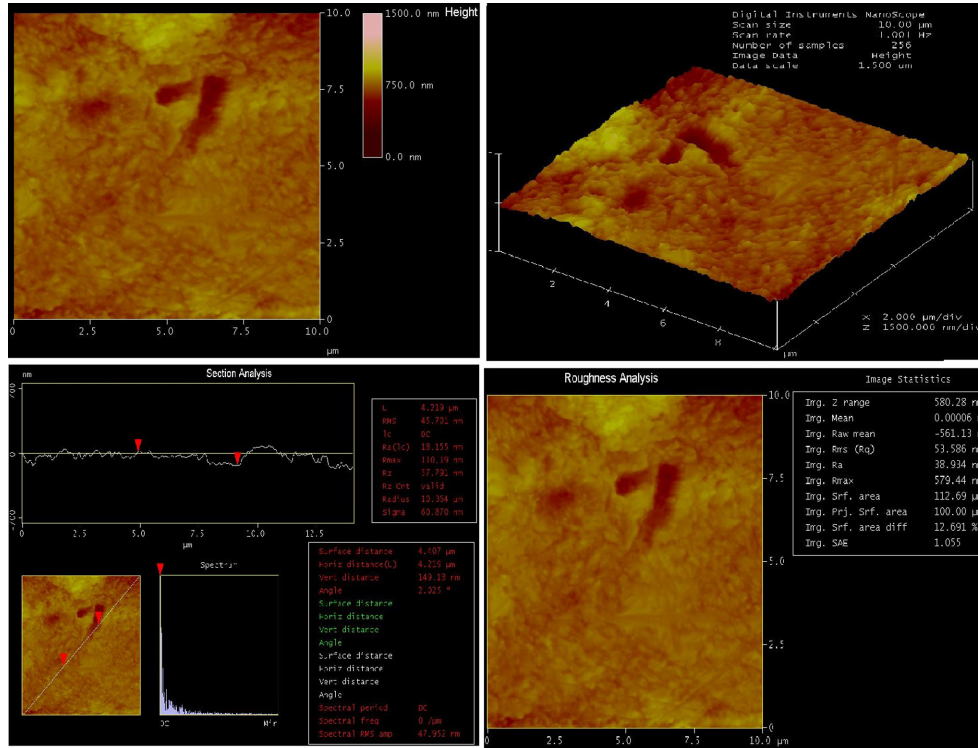 Height
10.0
1500.0 nm
7.5
750.0 nm
5.0
0.0 nm
2.5
0
0
2.5
5.0
7.5
10.0
µm
Digital Instruments NanoScope
Scan size 10.00 µm
Scan rate 1.001 Hz
Number of samples 256
Image Data Height
Data scale 1.500 um
2
4
6
8
µm
X 2.000 µm/div
Z 1500.000 nm/div
Section Analysis
nm
700
0
-700
0
2.5
5.0
7.5
10.0
12.5
µm
L 4.219 µm
RMS 45.701 nm
lc DC
Ra(lc) 18.155 nm
Rmax 110.19 nm
Rz 57.791 nm
Rz Cnt valid
Radius 10.364 µm
Sigma 60.870 nm
Surface distance 4.407 µm
Horiz distance(L) 4.219 µm
Vert distance 149.13 nm
Angle 2.025 °
Surface distance
Horiz distance
Vert distance
Angle
Surface distance
Horiz distance
Vert distance
Angle
Spectral period DC
Spectral freq 0 /µm
Spectral RMS amp 47.952 nm
Spectrum
DC
Min
Roughness Analysis
10.0
7.5
5.0
2.5
0
0
2.5
5.0
7.5
10.0
µm
Image Statistics
Img. Z range 580.28 n
Img. Mean 0.00006 n
Img. Raw mean -561.13 n
Img. Rms (Rq) 53.586 n
Img. Ra 38.934 n
Img. Rmax 579.44 n
Img. Srf. area 112.69 µ
Img. Prj. Srf. area 100.00 µ
Img. Srf. area diff 12.691 %
Img. SAE 1.055